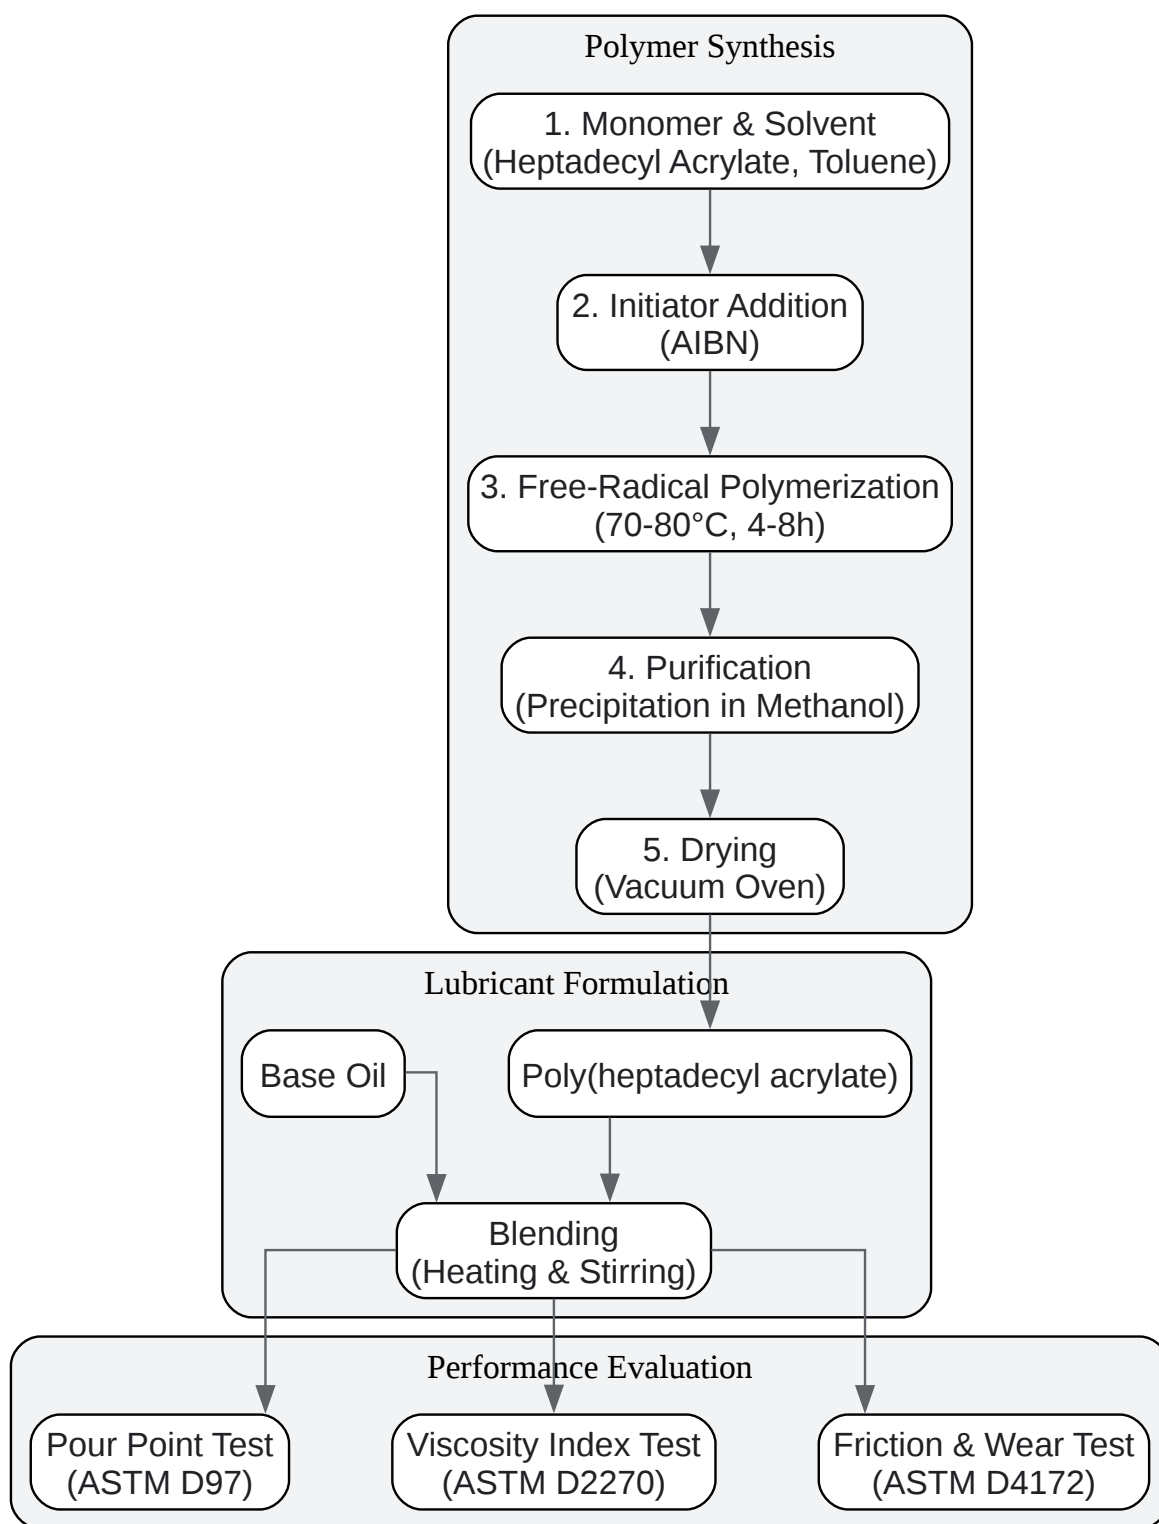 Polymer Synthesis
1. Monomer & Solvent
(Heptadecyl Acrylate, Toluene)
2. Initiator Addition
(AIBN)
3. Free-Radical Polymerization
(70-80°C, 4-8h)
4. Purification
(Precipitation in Methanol)
5. Drying
(Vacuum Oven)
Lubricant Formulation
Base Oil
Poly(heptadecyl acrylate)
Blending
(Heating & Stirring)
Performance Evaluation
Pour Point Test
(ASTM D97)
Viscosity Index Test
(ASTM D2270)
Friction & Wear Test
(ASTM D4172)